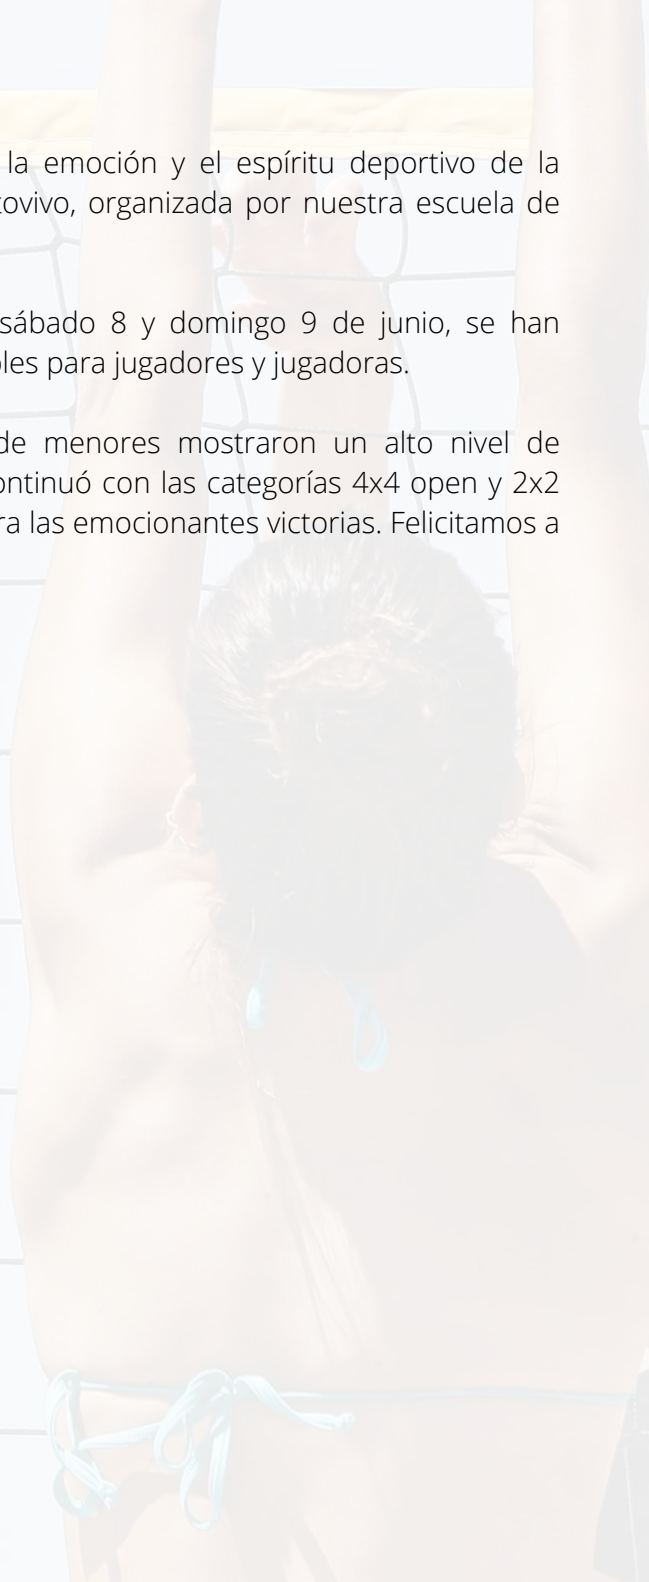 la emoción y el espíritu deportivo de la
tovivo, organizada por nuestra escuela de
sábado 8 y domingo 9 de junio, se han
les para jugadores y jugadoras.
de menores mostraron un alto nivel de
ontinuó con las categorías 4x4 open y 2x2
ra las emocionantes victorias. Felicitamos a